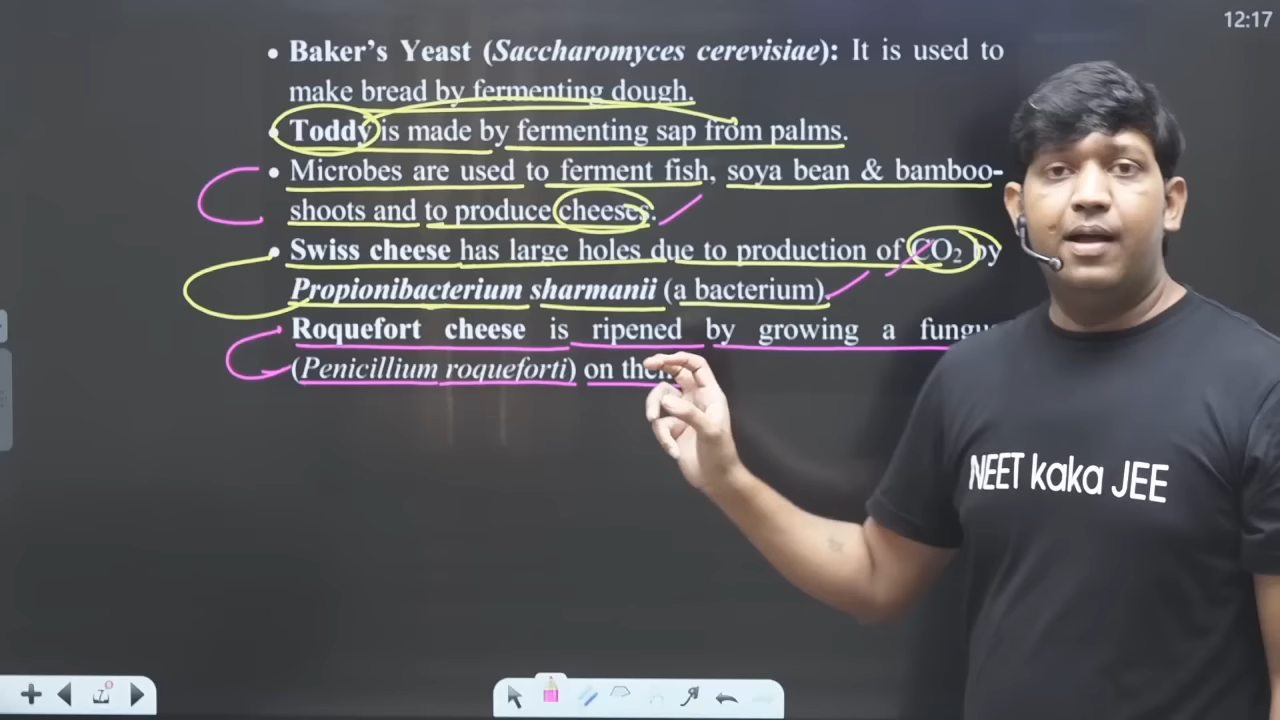 12:17
• Baker's Yeast (Saccharomyces cerevisiae): It is used to
make bread by fermenting dough.
• Toddy is made by fermenting sap from palms.
• Microbes are used to ferment fish, soya bean & bamboo-
shoots and to produce cheeses.
• Swiss cheese has large holes due to production of CO₂ by
Propionibacterium sharmanii (a bacterium).
Roquefort cheese is ripened by growing a
(Penicillium roqueforti) on
NEET kaka JEE